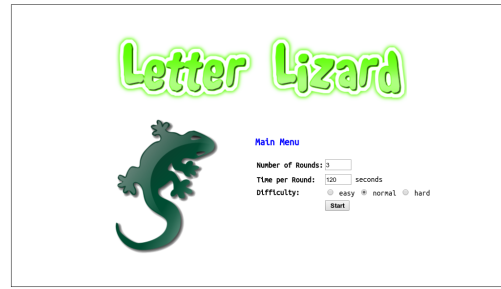 Letter Lizard
Main Menu
Number of Rounds: 3
Time per Round: 120 seconds
Difficulty: easy normal hard
Start